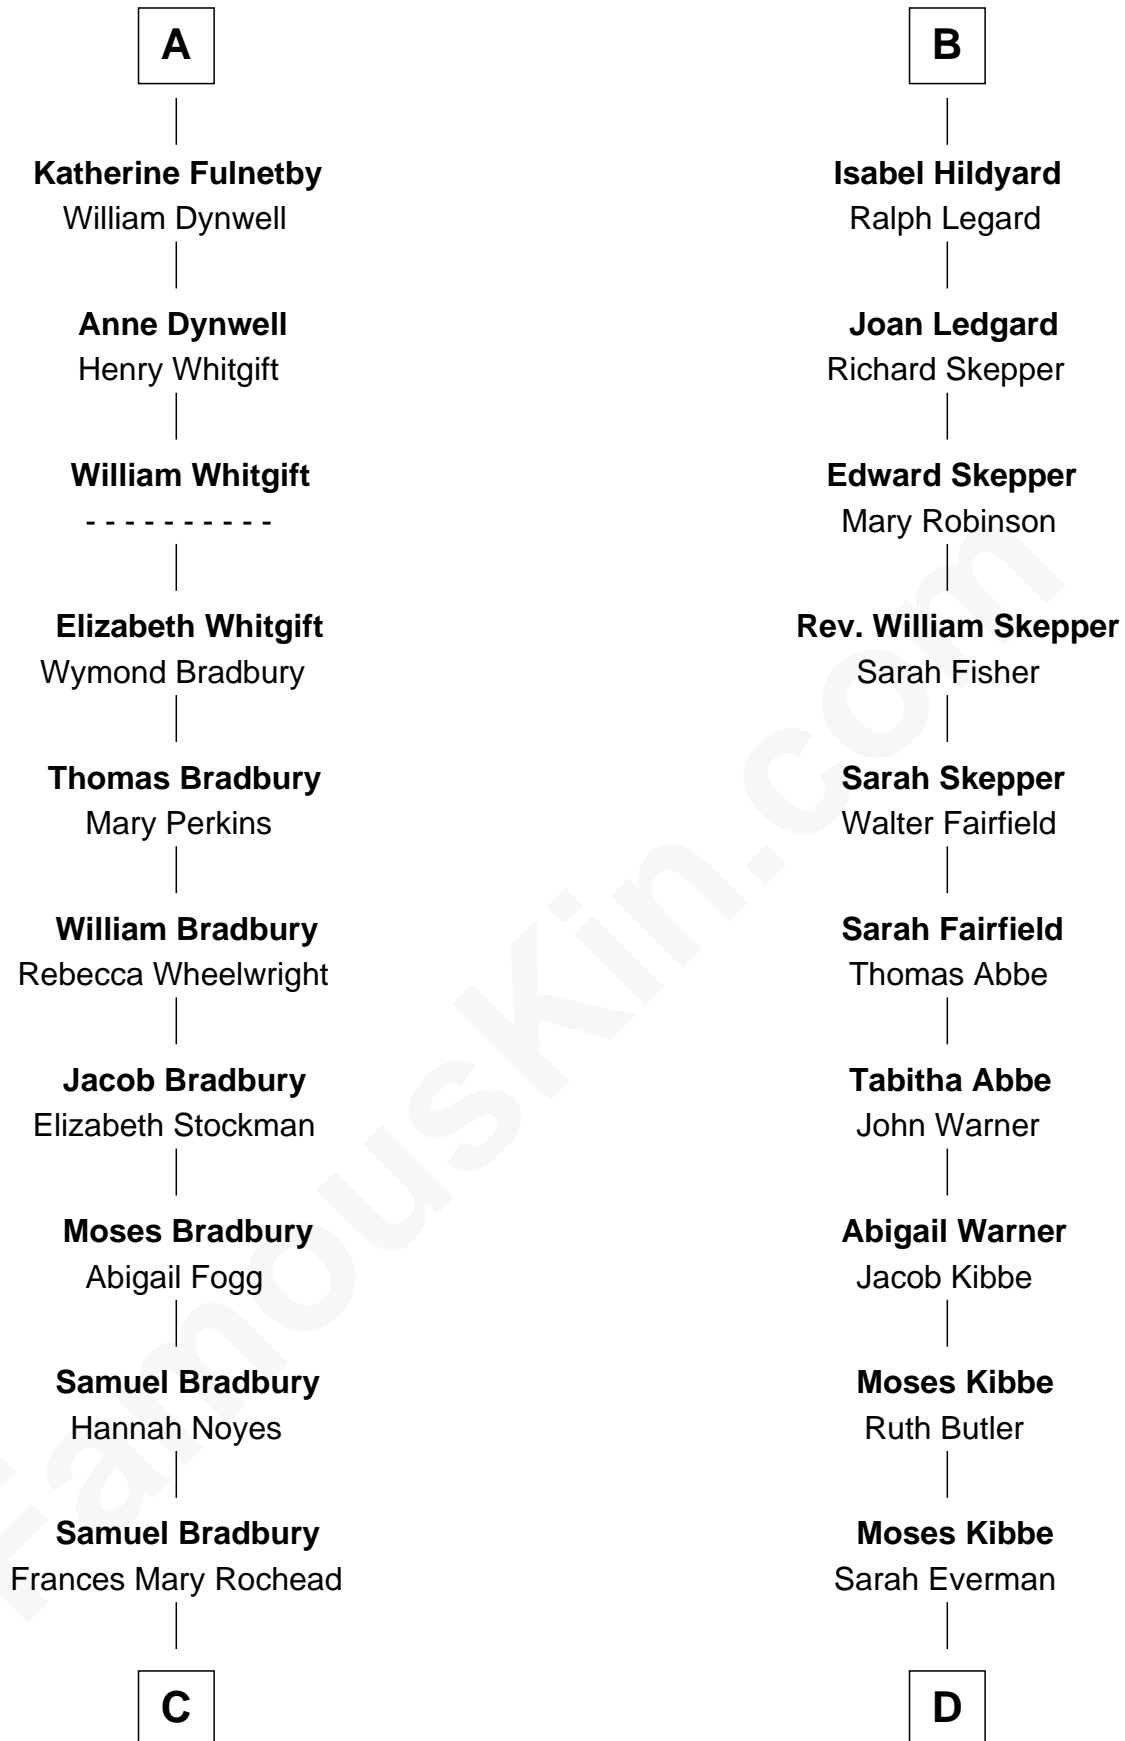 A
Katherine Fulnetby
William Dynwell
Anne Dynwell
Henry Whitgift
William Whitgift
- - - - - - - - - -
Elizabeth Whitgift
Wymond Bradbury
Thomas Bradbury
Mary Perkins
William Bradbury
Rebecca Wheelwright
Jacob Bradbury
Elizabeth Stockman
Moses Bradbury
Abigail Fogg
Samuel Bradbury
Hannah Noyes
Samuel Bradbury
Frances Mary Rochead
C
B
Isabel Hildyard
Ralph Legard
Joan Ledgard
Richard Skepper
Edward Skepper
Mary Robinson
Rev. William Skepper
Sarah Fisher
Sarah Skepper
Walter Fairfield
Sarah Fairfield
Thomas Abbe
Tabitha Abbe
John Warner
Abigail Warner
Jacob Kibbe
Moses Kibbe
Ruth Butler
Moses Kibbe
Sarah Everman
D
FamousKin.com